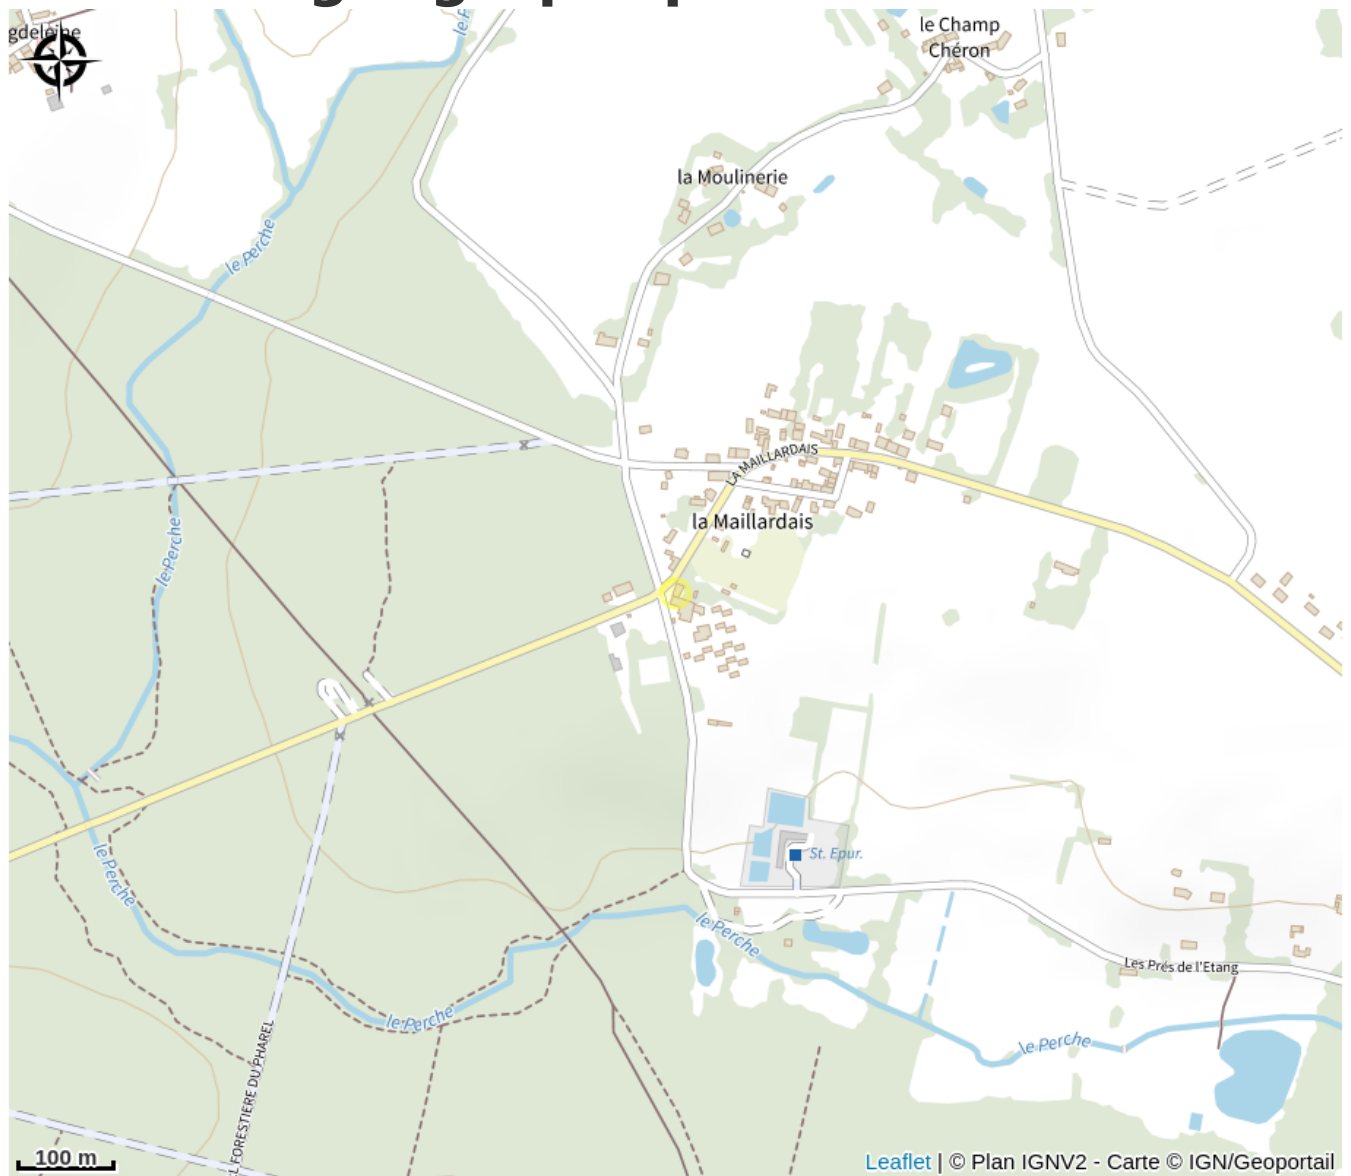 gdeleine
le Champ
Chéron
la Moulinerie
le Perche
LA MAILLARDAIS
la Maillardais
le Perche
St. Epur.
le Perche
le Perche
Les Prés de l'Etang
le Perche
le Perche
L FORESTIERE DU PHAREL
100 m
Leaflet | © Plan IGNV2 - Carte © IGN/Geoportail